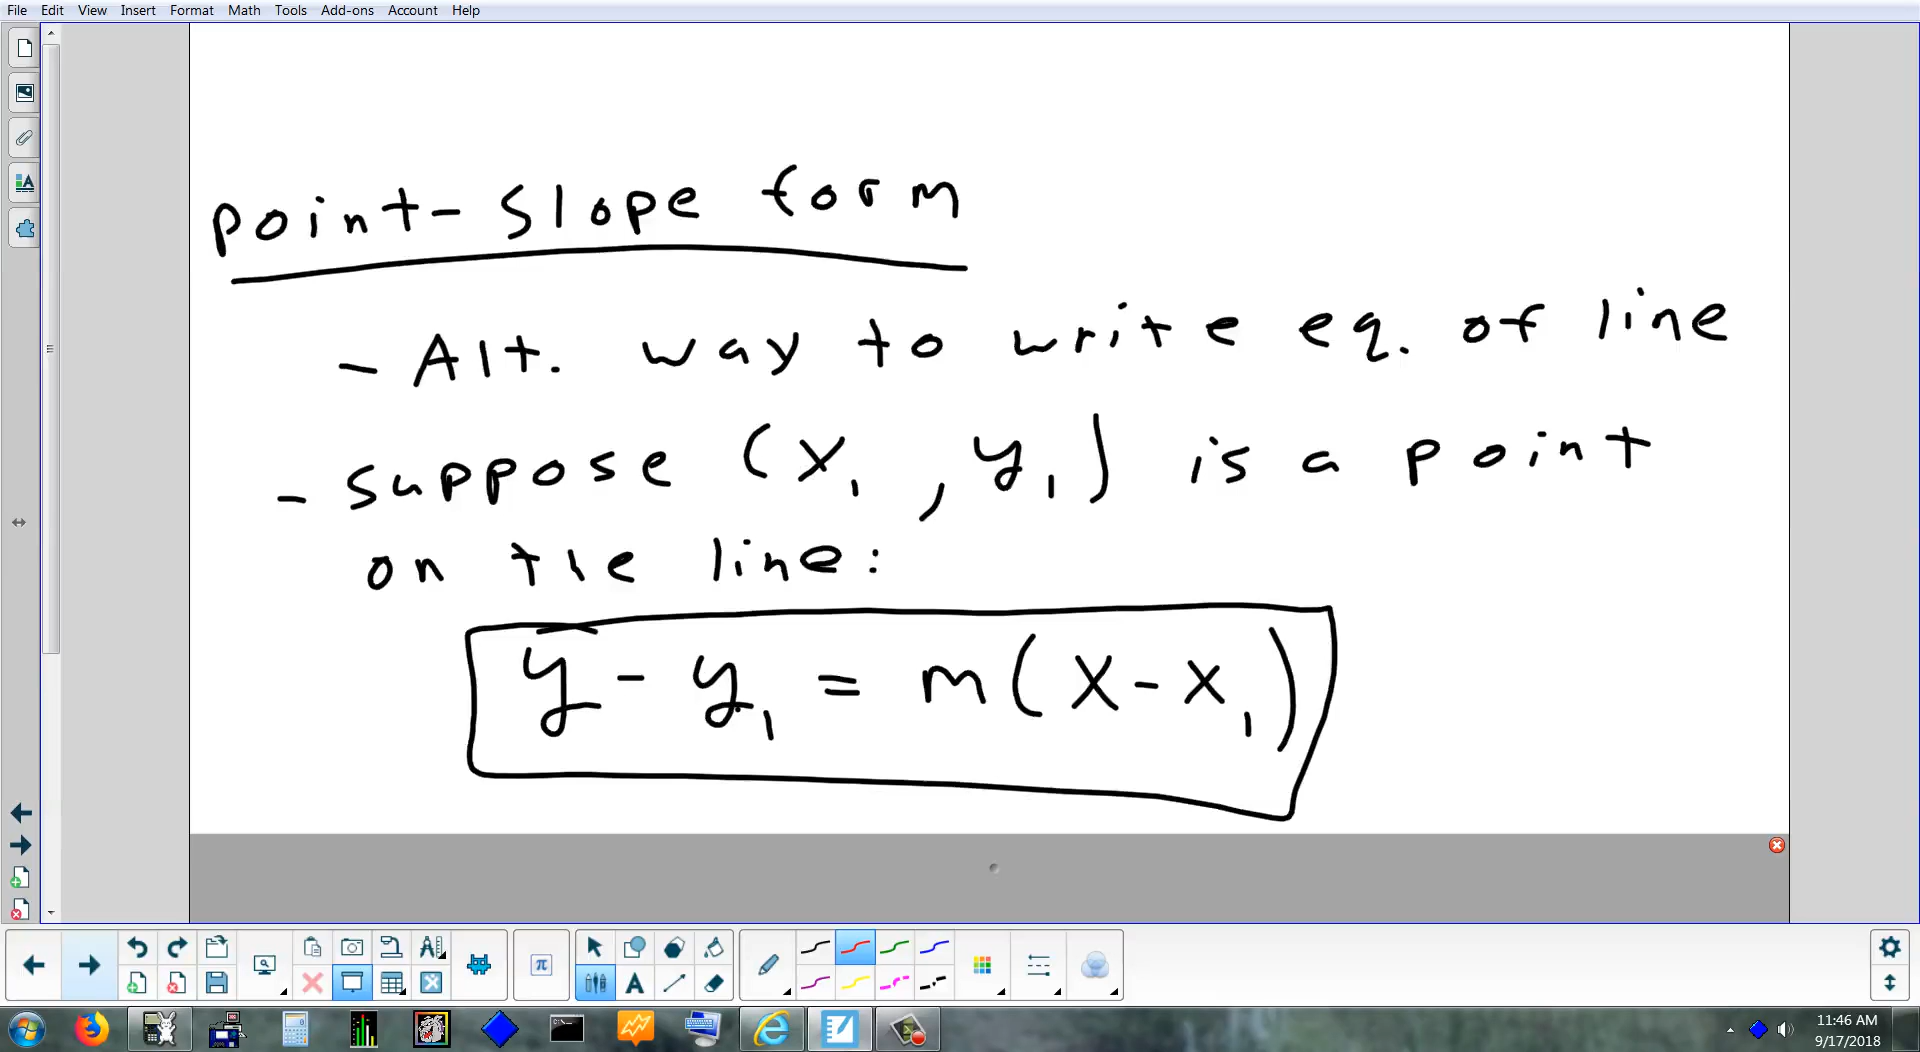 File Edit View Insert Format Math Tools Add-ons Account Help
point-slope form
- Alt. way to write eq. of line
- suppose (x₁, y₁) is a point
on the line:
y - y₁ = m(x - x₁)
π
A
11:46 AM
9/17/2018